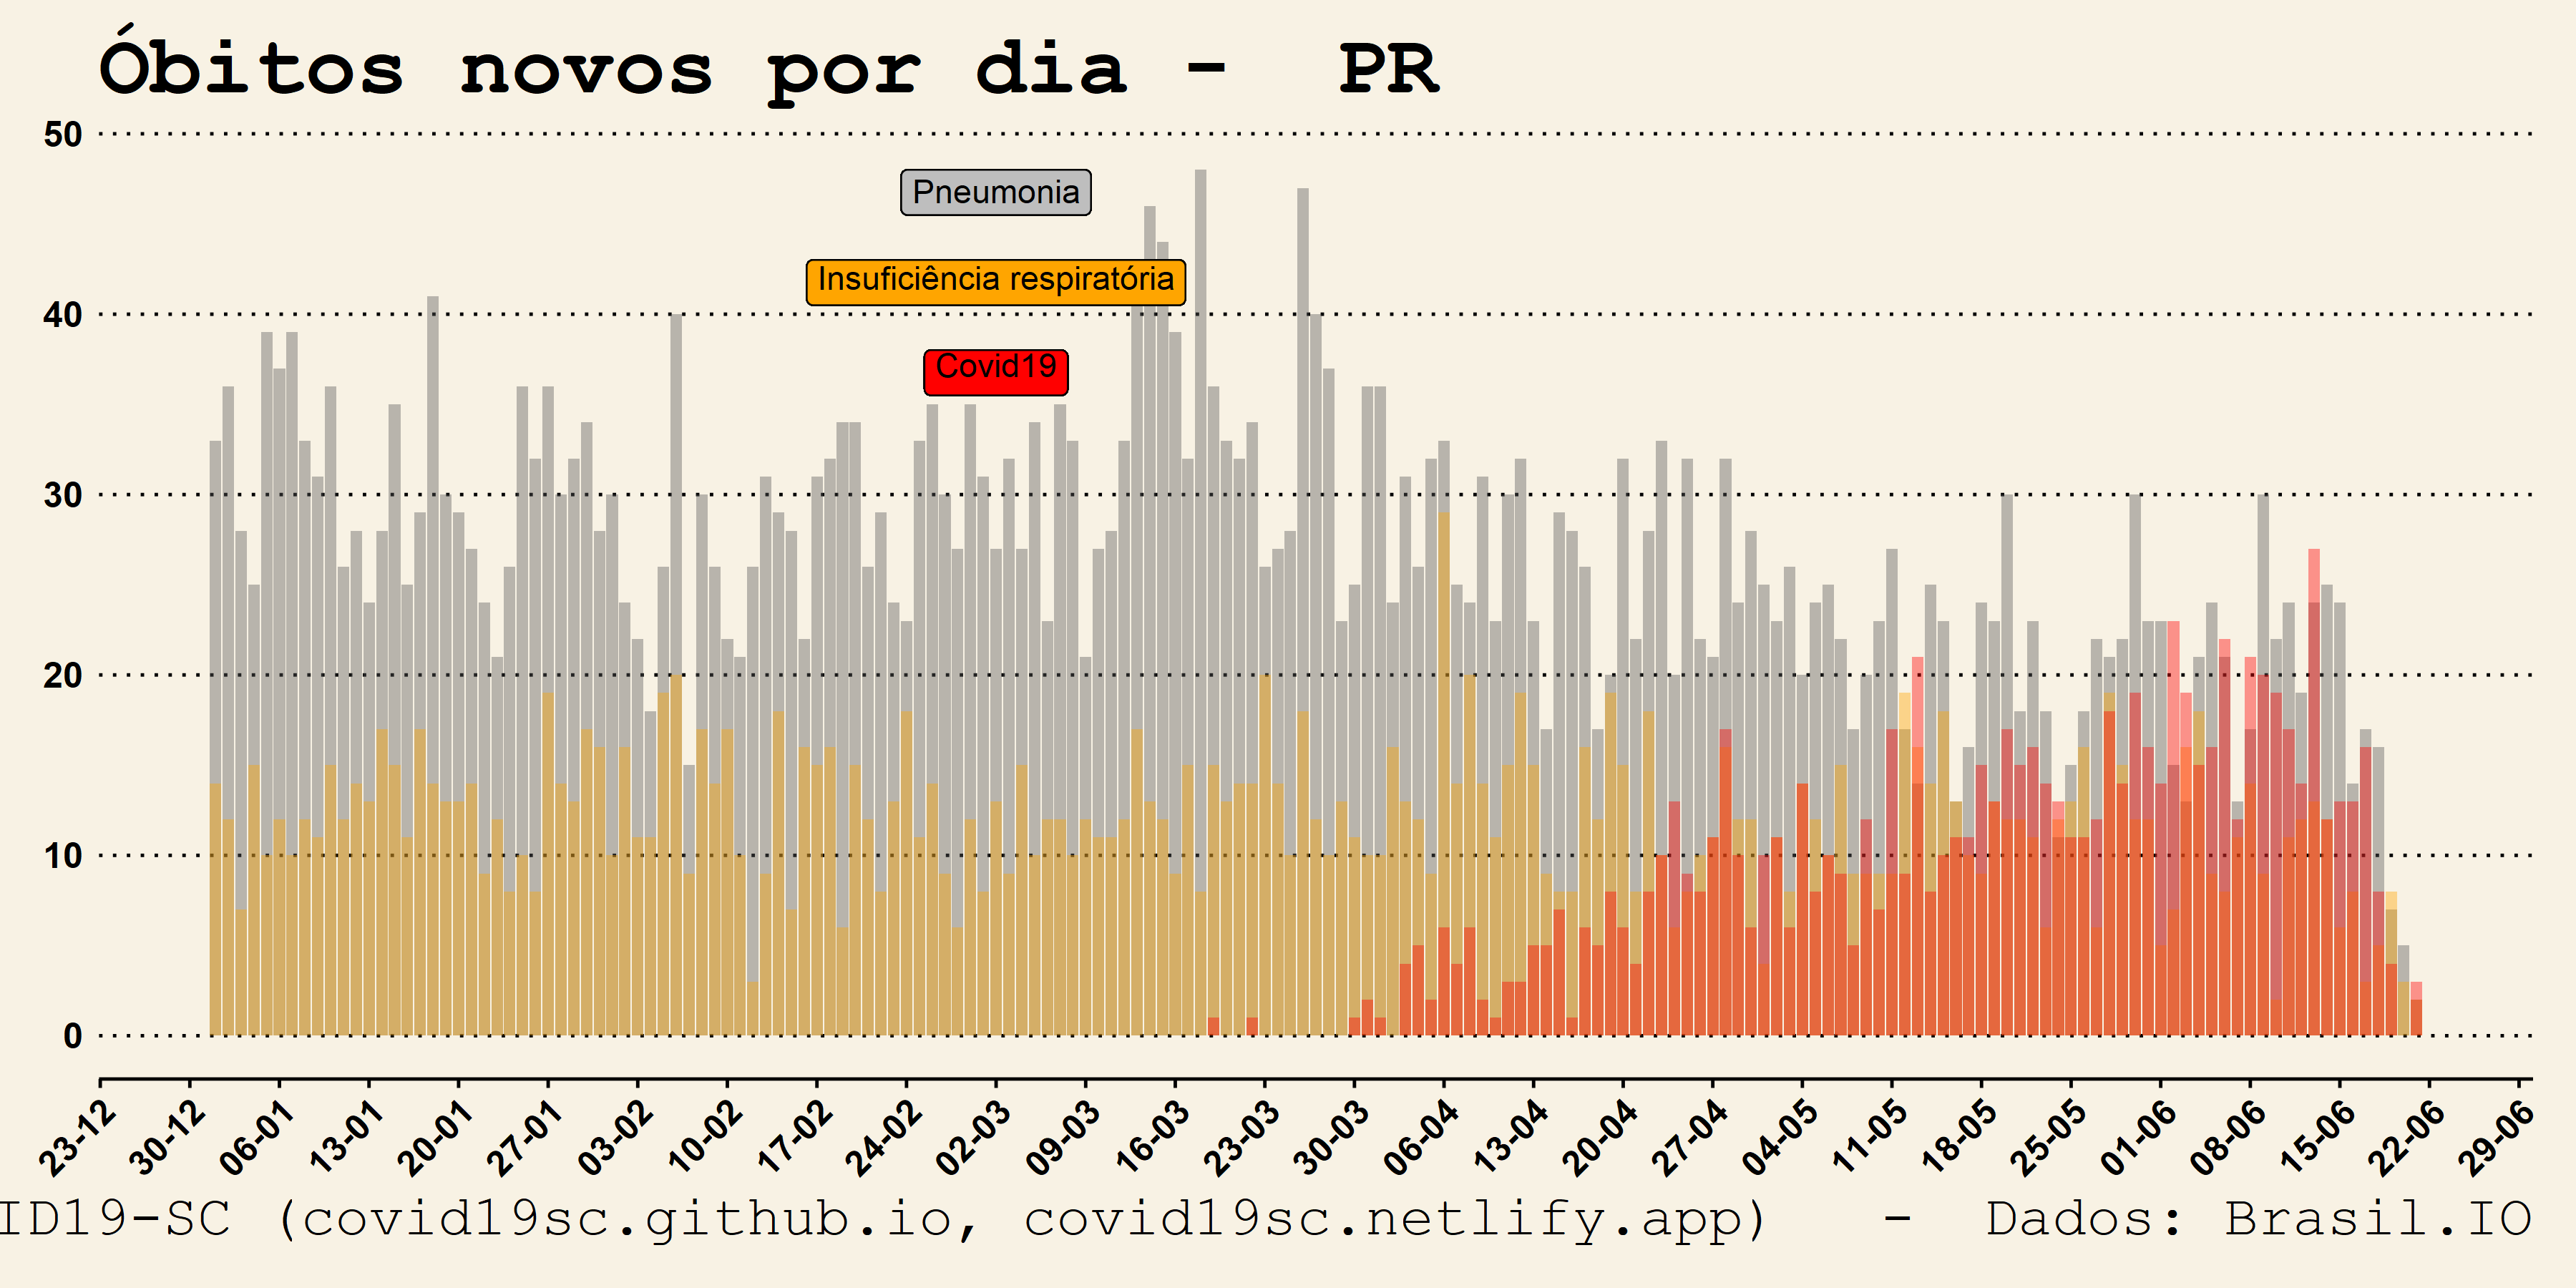 Óbitos novos por dia - PR
50
Pneumonia
Insuficiência respiratória
40
Covid19
30
20
10
0
23-12 30-12 06-01 13-01 20-01 27-01 03-02 10-02 17-02 24-02 02-03 09-03 16-03 23-03 30-03 06-04 13-04 20-04 27-04 04-05 11-05 18-05 25-05 01-06 08-06 15-06 22-06 29-06
ID19-SC (covid19sc.github.io, covid19sc.netlify.app) - Dados: Brasil.IO